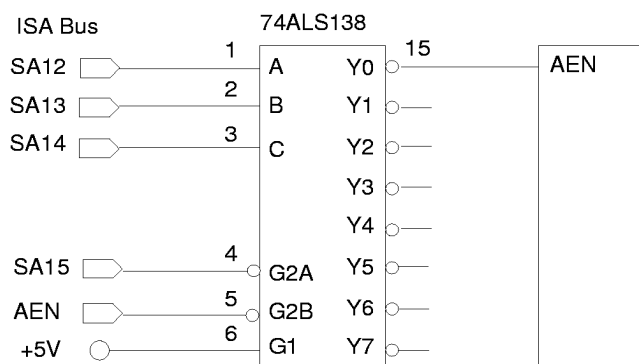 ISA Bus
74ALS138
SA12 1 A Y0 15 AEN
SA13 2 B Y1
SA14 3 C Y2
Y3
Y4
SA15 4 G2A Y5
AEN 5 G2B Y6
+5V 6 G1 Y7